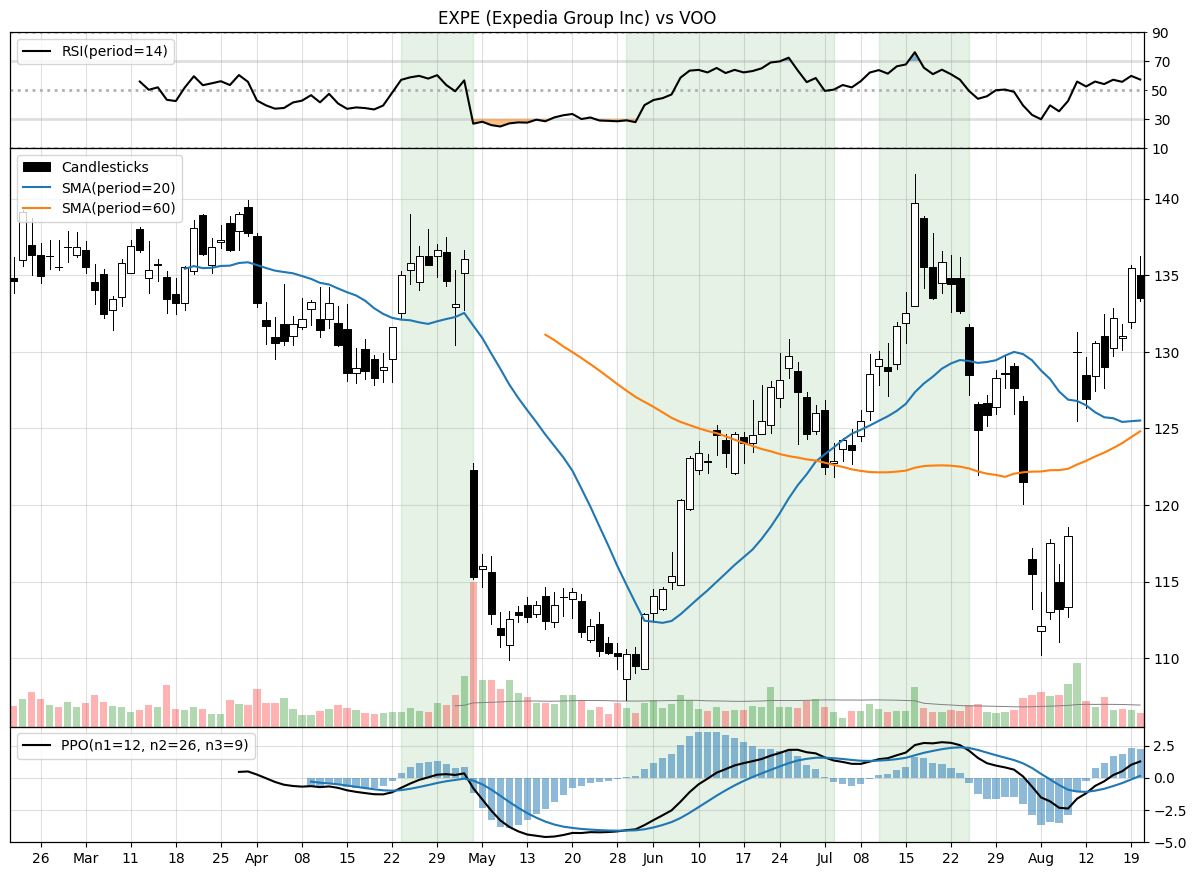 EXPE (Expedia Group Inc) vs VOO
RSI(period=14)
90
70
50
30
10
Candlesticks
SMA(period=20)
SMA(period=60)
140
135
130
125
120
115
110
PPO(n1=12, n2=26, n3=9)
2.5
0.0
−2.5
−5.0
26 Mar 11 18 25 Apr 08 15 22 29 May 13 20 28 Jun 10 17 24 Jul 08 15 22 29 Aug 12 19